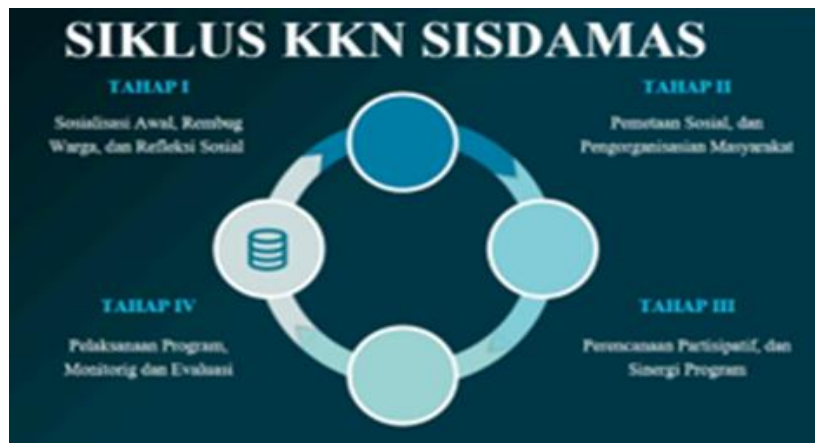 SIKLUS KKN SISDAMAS
TAHAP I
Sosialisasi Awal, Rembug
Warga, dan Refleksi Sosial
TAHAP II
Pemetaan Sosial, dan
Pengorganisasian Masyarakat
TAHAP III
Perencanaan Partisipatif, dan
Sinergi Program
TAHAP IV
Pelaksanaan Program,
Monitorig dan Evaluasi